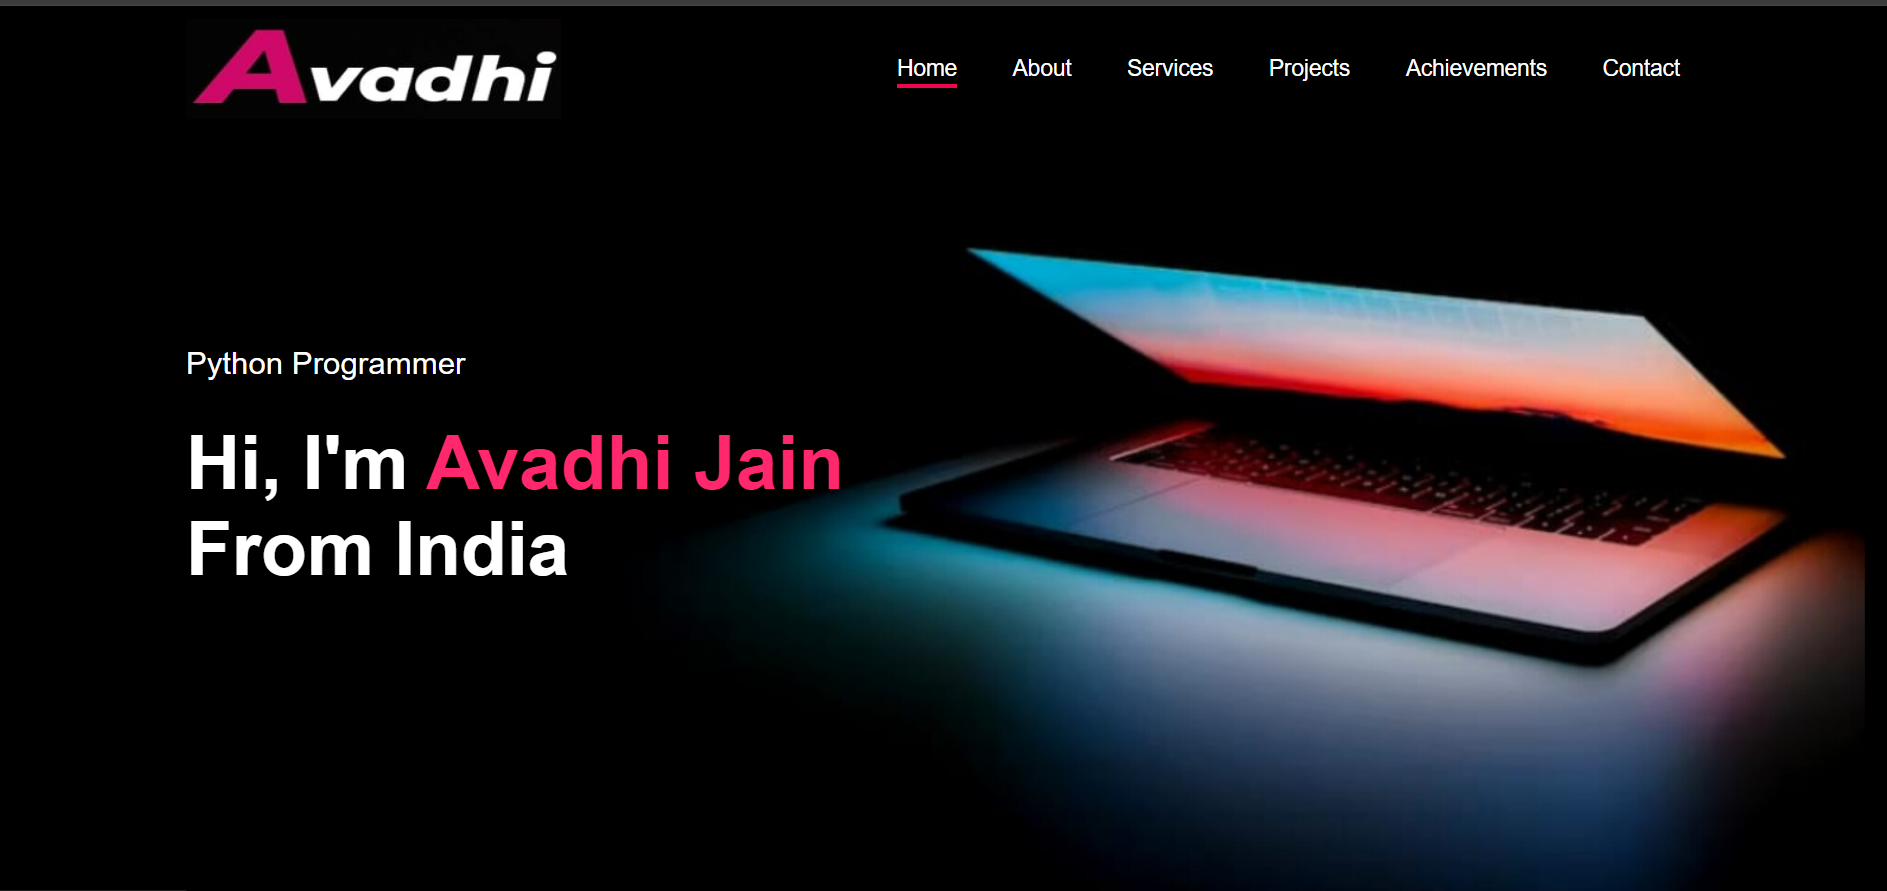 Avadhi
Home About Services Projects Achievements Contact
Python Programmer
Hi, I'm Avadhi Jain
From India